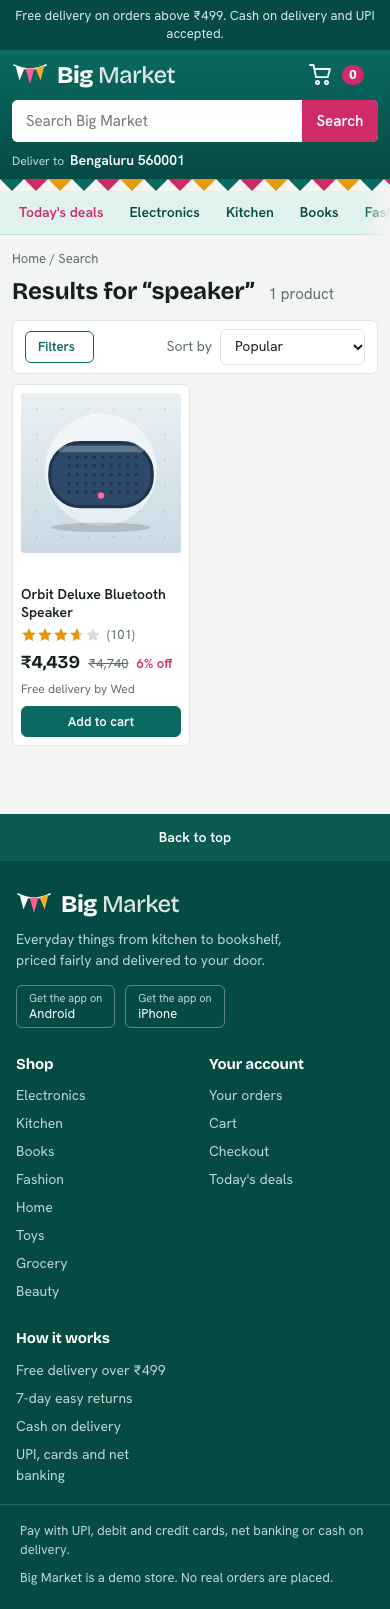 Free delivery on orders above ₹499. Cash on delivery and UPI
accepted.
Big Market
0
Search Big Market
Search
Deliver to Bengaluru 560001
Today's deals Electronics Kitchen Books Fas
Home / Search
Results for “speaker” 1 product
Filters
Sort by Popular
Orbit Deluxe Bluetooth
Speaker
(101)
₹4,439 ₹4,740 6% off
Free delivery by Wed
Add to cart
Back to top
Big Market
Everyday things from kitchen to bookshelf,
priced fairly and delivered to your door.
Get the app on
Android
Get the app on
iPhone
Shop
Electronics
Kitchen
Books
Fashion
Home
Toys
Grocery
Beauty
Your account
Your orders
Cart
Checkout
Today's deals
How it works
Free delivery over ₹499
7-day easy returns
Cash on delivery
UPI, cards and net
banking
Pay with UPI, debit and credit cards, net banking or cash on
delivery.
Big Market is a demo store. No real orders are placed.